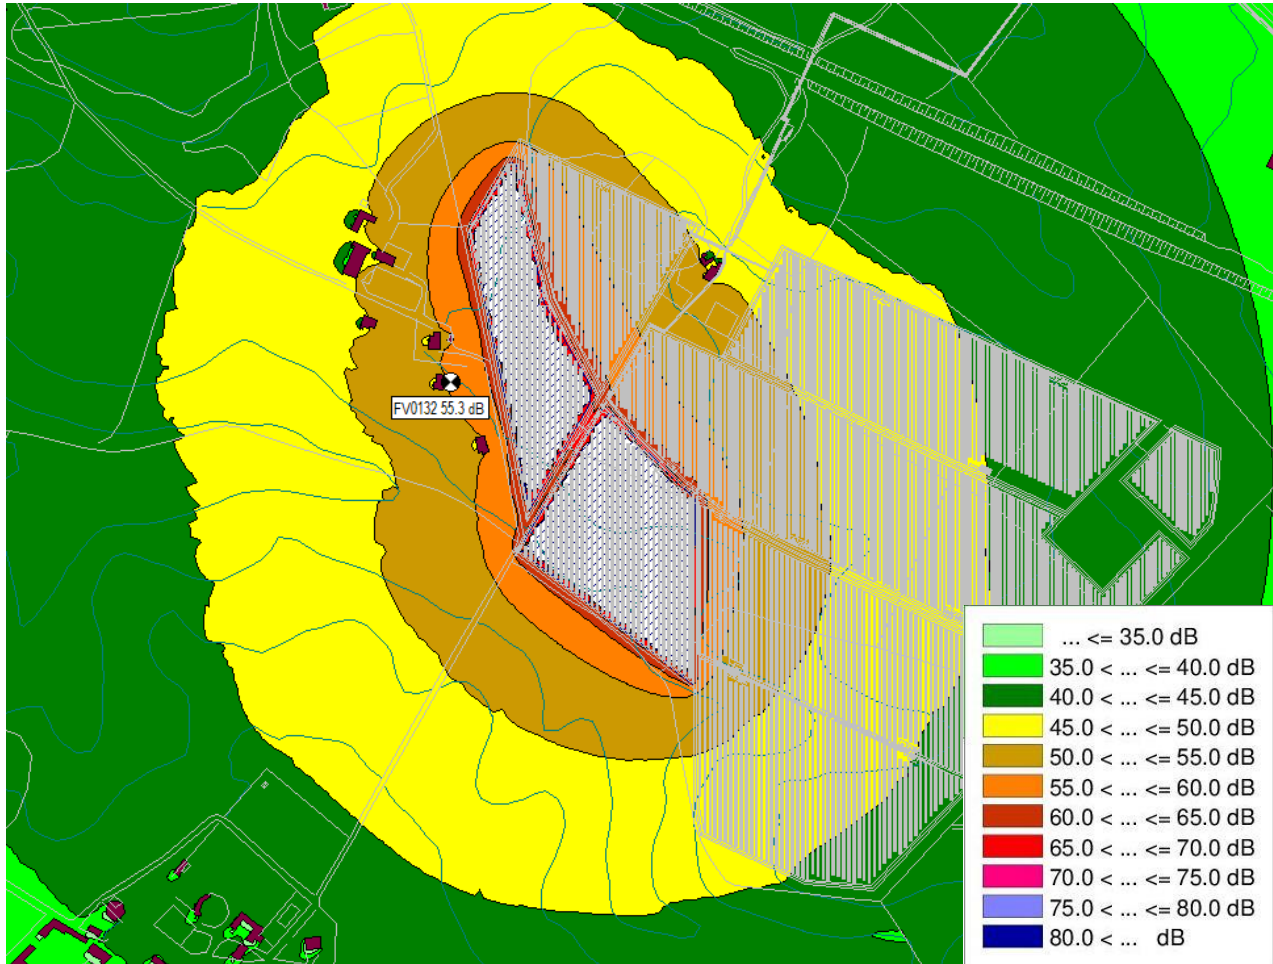 FV0132 55.3 dB
... <= 35.0 dB
35.0 < ... <= 40.0 dB
40.0 < ... <= 45.0 dB
45.0 < ... <= 50.0 dB
50.0 < ... <= 55.0 dB
55.0 < ... <= 60.0 dB
60.0 < ... <= 65.0 dB
65.0 < ... <= 70.0 dB
70.0 < ... <= 75.0 dB
75.0 < ... <= 80.0 dB
80.0 < ... dB